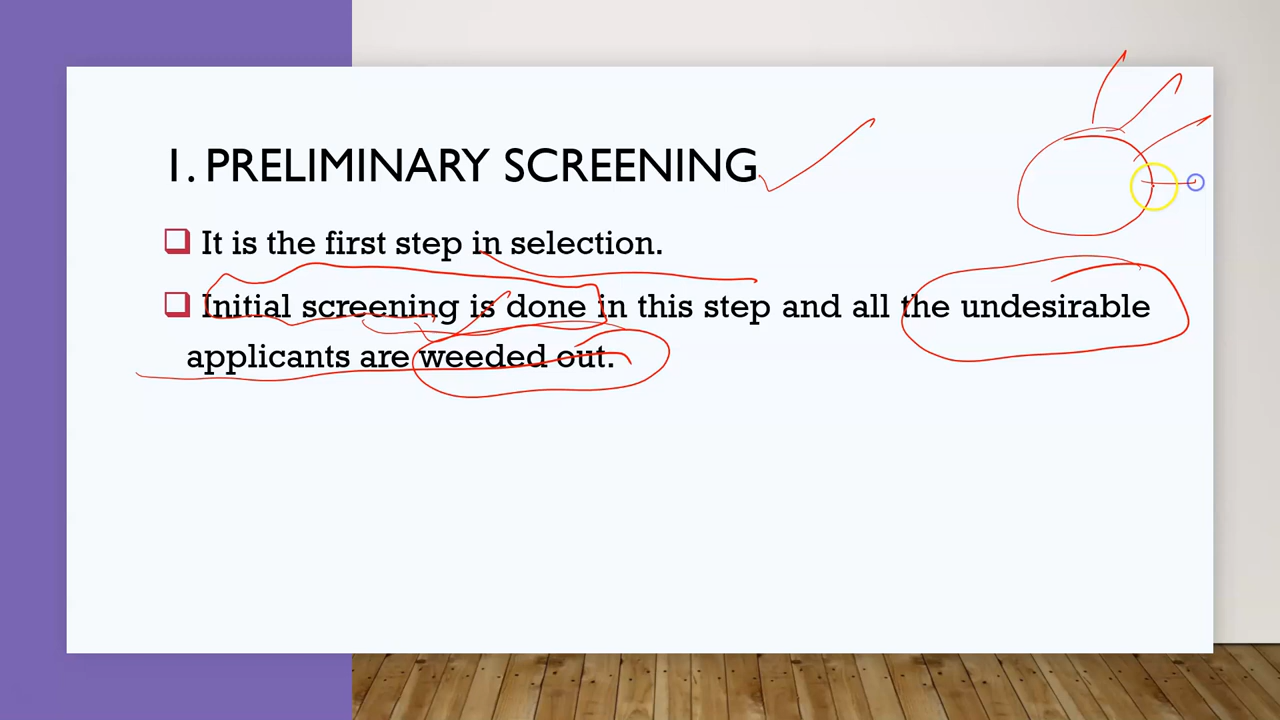 1. PRELIMINARY SCREENING
It is the first step in selection.
Initial screening is done in this step and all the undesirable
applicants are weeded out.